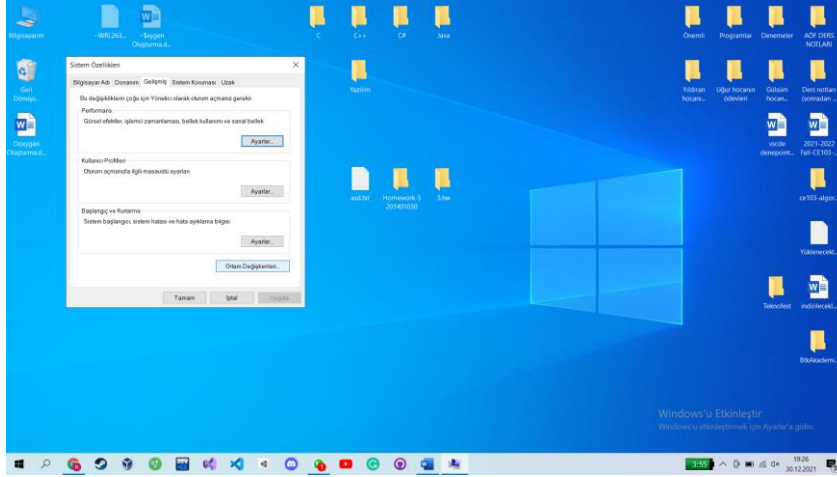 Bilgisayarım
~WRL263...
~$xygen
Oluşturma.d...
C
C++
C#
Java
Önemli
Programlar
Denemeler
AÖF DERS
NOTLARI
Geri
Dönüşü...
Yazılım
Yıldıran
hocanı...
Uğur hocanın
ödevleri
Gülsüm
hocan...
Ders notları
(sonradan ...
Doxygen
Oluşturma.d...
vscde
denepoint...
2021-2022
Fall-CE103-...
asd.txt
Homework-5
201401030
5.hw
ce103-algor...
Yüklenecekl...
Teknofest
indirilecekl...
BtkAkademi...
Sistem Özellikleri
Bilgisayar Adı
Donanım
Gelişmiş
Sistem Koruması
Uzak
Bu değişikliklerin çoğu için Yönetici olarak oturum açmanız gerekir.
Performans
Görsel efektler, işlemci zamanlaması, bellek kullanımı ve sanal bellek
Ayarlar...
Kullanıcı Profilleri
Oturum açmanızla ilgili masaüstü ayarları
Ayarlar...
Başlangıç ve Kurtarma
Sistem başlangıcı, sistem hatası ve hata ayıklama bilgisi
Ayarlar...
Ortam Değişkenleri...
Tamam
İptal
Uygula
Windows'u Etkinleştir
Windows'u etkinleştirmek için Ayarlar'a gidin.
3:55
19:26
30.12.2021